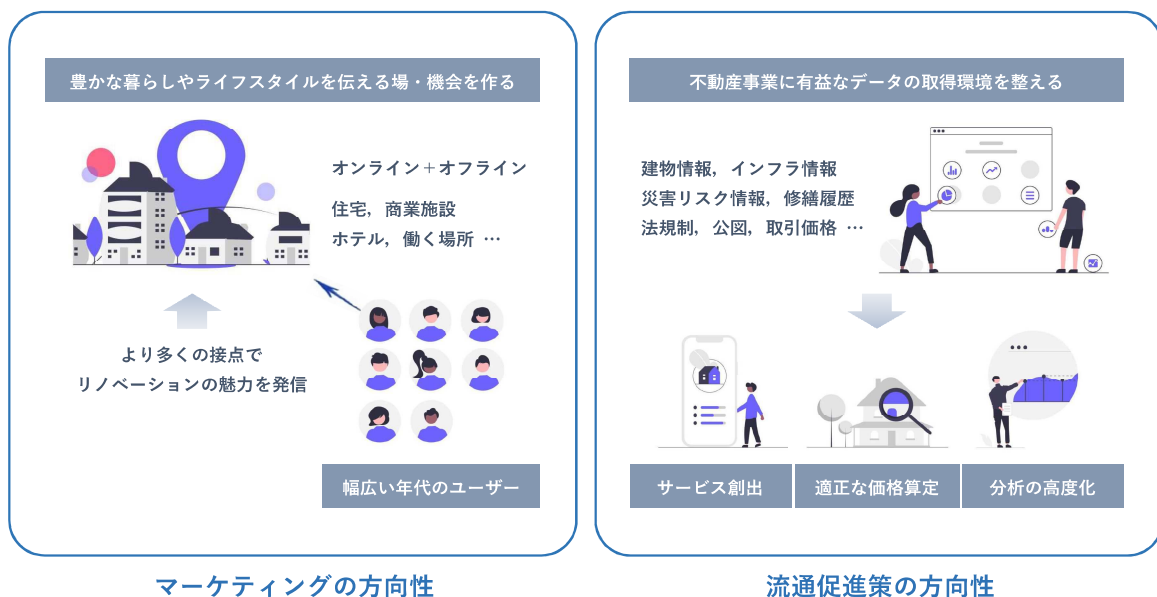 豊かな暮らしやライフスタイルを伝える場・機会を作る
オンライン＋オフライン
住宅，商業施設
ホテル，働く場所 …
より多くの接点で
リノベーションの魅力を発信
幅広い年代のユーザー
マーケティングの方向性
不動産事業に有益なデータの取得環境を整える
建物情報，インフラ情報
災害リスク情報，修繕履歴
法規制，公図，取引価格 …
サービス創出
適正な価格算定
分析の高度化
流通促進策の方向性